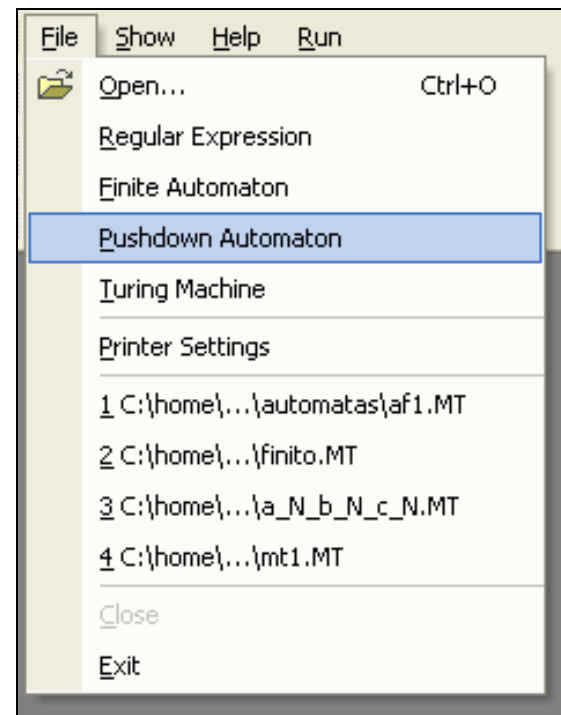 File Show Help Run
Open... Ctrl+O
Regular Expression
Finite Automaton
Pushdown Automaton
Turing Machine
Printer Settings
1 C:\home\...\automatas\af1.MT
2 C:\home\...\finito.MT
3 C:\home\...\a_N_b_N_c_N.MT
4 C:\home\...\mt1.MT
Close
Exit